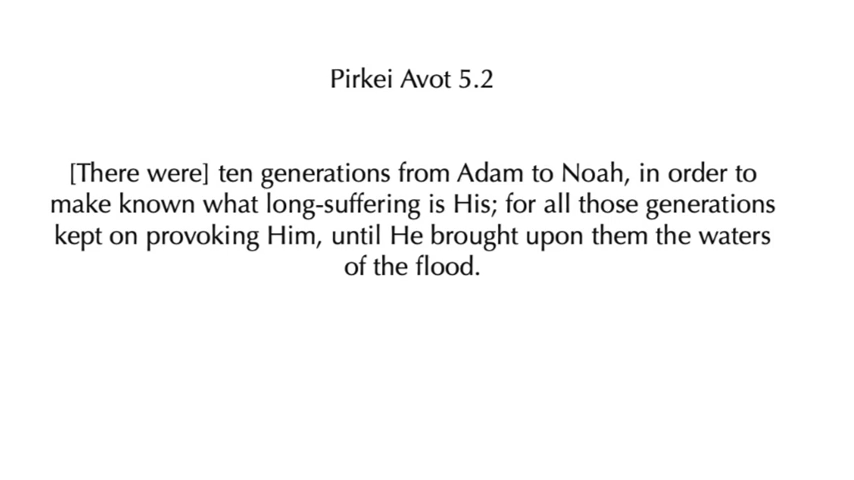 Pirkei Avot 5.2
[There were] ten generations from Adam to Noah, in order to
make known what long-suffering is His; for all those generations
kept on provoking Him, until He brought upon them the waters
of the flood.